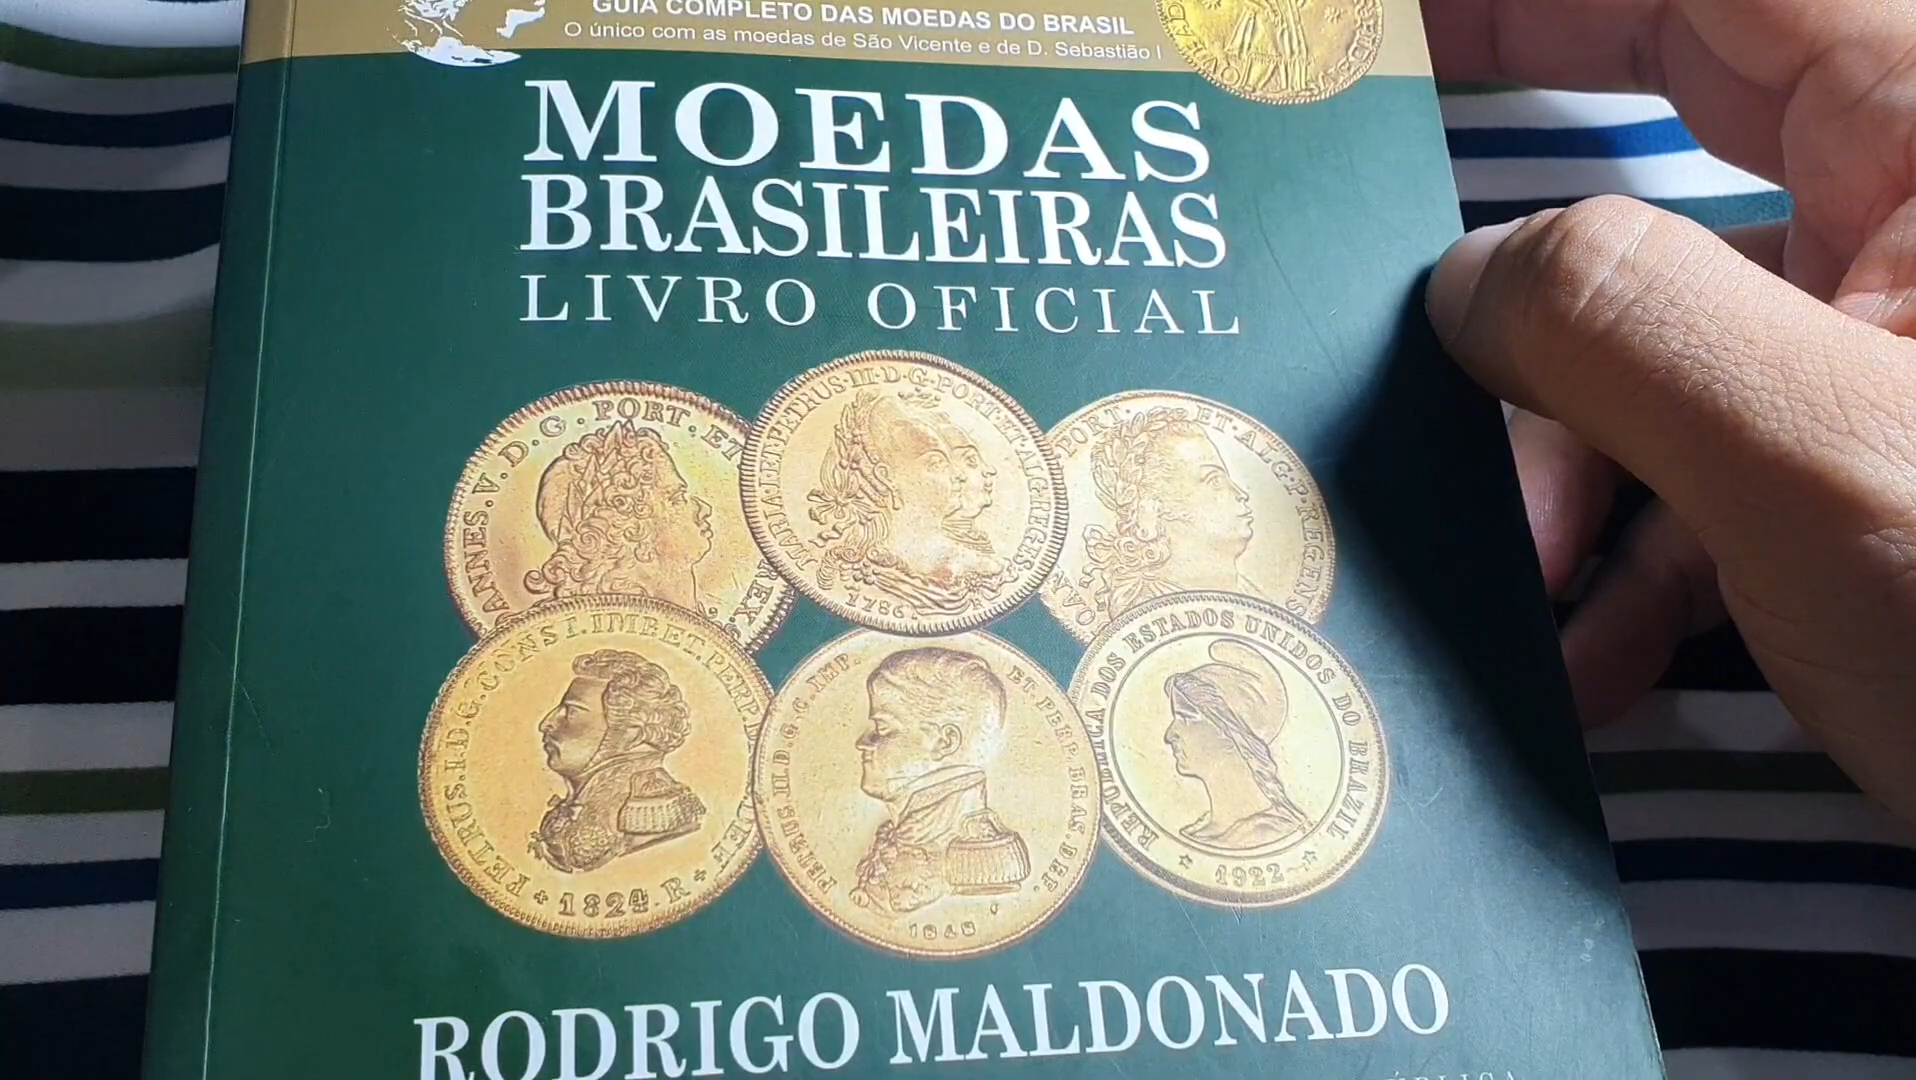 GUIA COMPLETO DAS MOEDAS DO BRASIL
O único com as moedas de São Vicente e de D. Sebastião I
MOEDAS
BRASILEIRAS
LIVRO OFICIAL
ANNES.V.D.G.PORT.ET REX.
MARIA.I.ET.PETRUS.III.D.G.PORT.ET.ALG.REGES
1786.R
PORT.ET.ALG.P.REGENS
PETRUS.I.D.G.CONST.IMP.ET.PERP.
1824.R
PETRUS.II.D.G.C.IMP. ET.PERP.BRAS.DEF.
1848
REPUBLICA DOS ESTADOS UNIDOS DO BRAZIL
1922
RODRIGO MALDONADO